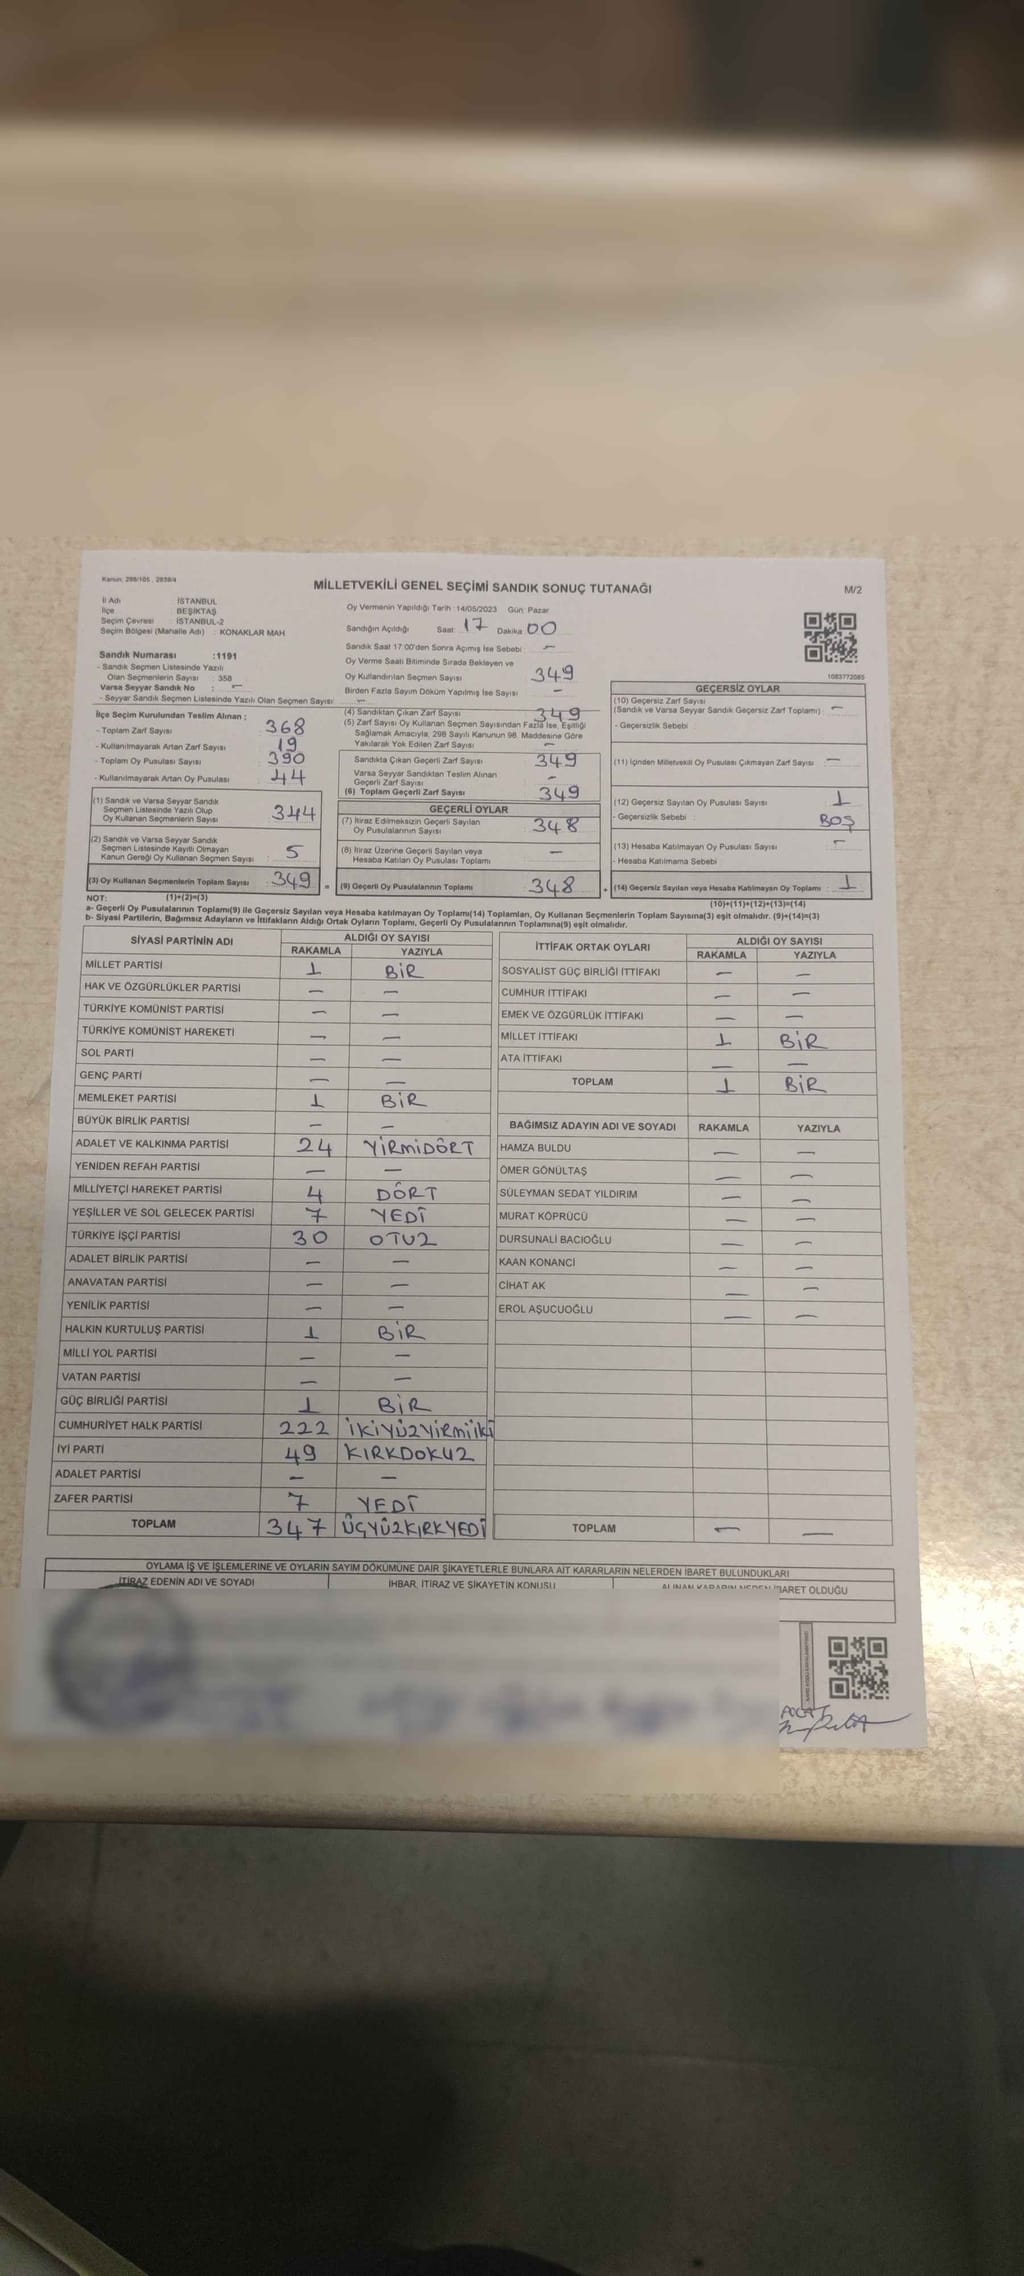 Kanun: 298/105 , 2839/4
MİLLETVEKİLİ GENEL SEÇİMİ SANDIK SONUÇ TUTANAĞI
M/2
İl Adı : İSTANBUL
İlçe : BEŞİKTAŞ
Seçim Çevresi : İSTANBUL-2
Seçim Bölgesi (Mahalle Adı) : KONAKLAR MAH
Oy Vermenin Yapıldığı Tarih :14/05/2023 Gün: Pazar
Sandığın Açıldığı Saat: 17 Dakika 00
Sandık Numarası :1191
- Sandık Seçmen Listesinde Yazılı
Olan Seçmenlerin Sayısı : 358
Varsa Seyyar Sandık No : -
- Seyyar Sandık Seçmen Listesinde Yazılı Olan Seçmen Sayısı : -
Sandık Saat 17:00'den Sonra Açımış İse Sebebi : -
Oy Verme Saati Bitiminde Sırada Bekleyen ve
Oy Kullandırılan Seçmen Sayısı 349
Birden Fazla Sayım Döküm Yapılmış İse Sayısı -
1083772085
İlçe Seçim Kurulundan Teslim Alınan ;
- Toplam Zarf Sayısı : 368
- Kullanılmayarak Artan Zarf Sayısı : 19
- Toplam Oy Pusulası Sayısı : 390
- Kullanılmayarak Artan Oy Pusulası : 44
(1) Sandık ve Varsa Seyyar Sandık
Seçmen Listesinde Yazılı Olup
Oy Kullanan Seçmenlerin Sayısı : 344
(2) Sandık ve Varsa Seyyar Sandık
Seçmen Listesinde Kayıtlı Olmayan
Kanun Gereği Oy Kullanan Seçmen Sayısı : 5
(3) Oy Kullanan Seçmenlerin Toplam Sayısı : 349 =
(4) Sandıktan Çıkan Zarf Sayısı 349
(5) Zarf Sayısı Oy Kullanan Seçmen Sayısından Fazla İse, Eşitliği
Sağlamak Amacıyla, 298 Sayılı Kanunun 98. Maddesine Göre
Yakılarak Yok Edilen Zarf Sayısı -
Sandıkta Çıkan Geçerli Zarf Sayısı 349
Varsa Seyyar Sandıktan Teslim Alınan
Geçerli Zarf Sayısı -
(6) Toplam Geçerli Zarf Sayısı 349
GEÇERLİ OYLAR
(7) İtiraz Edilmeksizin Geçerli Sayılan
Oy Pusulalarının Sayısı : 348
(8) İtiraz Üzerine Geçerli Sayılan veya
Hesaba Katılan Oy Pusulası Toplamı : -
(9) Geçerli Oy Pusulalarının Toplamı : 348 +
GEÇERSİZ OYLAR
(10) Geçersiz Zarf Sayısı
(Sandık ve Varsa Seyyar Sandık Geçersiz Zarf Toplamı) : -
- Geçersizlik Sebebi :
(11) İçinden Milletvekili Oy Pusulası Çıkmayan Zarf Sayısı : -
(12) Geçersiz Sayılan Oy Pusulası Sayısı : 1
- Geçersizlik Sebebi : BOŞ
(13) Hesaba Katılmayan Oy Pusulası Sayısı : -
- Hesaba Katılmama Sebebi
(14) Geçersiz Sayılan veya Hesaba Katılmayan Oy Toplamı : 1
NOT: (1)+(2)=(3) (10)+(11)+(12)+(13)=(14)
a- Geçerli Oy Pusulalarının Toplamı(9) ile Geçersiz Sayılan veya Hesaba katılmayan Oy Toplamı(14) Toplamları, Oy Kullanan Seçmenlerin Toplam Sayısına(3) eşit olmalıdır. (9)+(14)=(3)
b- Siyasi Partilerin, Bağımsız Adayların ve İttifakların Aldığı Ortak Oyların Toplamı, Geçerli Oy Pusulalarının Toplamına(9) eşit olmalıdır.
SİYASİ PARTİNİN ADI ALDIĞI OY SAYISI
RAKAMLA YAZIYLA
MİLLET PARTİSİ 1 BİR
HAK VE ÖZGÜRLÜKLER PARTİSİ - -
TÜRKİYE KOMÜNİST PARTİSİ - -
TÜRKİYE KOMÜNİST HAREKETİ - -
SOL PARTİ - -
GENÇ PARTİ - -
MEMLEKET PARTİSİ 1 BİR
BÜYÜK BİRLİK PARTİSİ - -
ADALET VE KALKINMA PARTİSİ 24 YİRMİDÖRT
YENİDEN REFAH PARTİSİ - -
MİLLİYETÇİ HAREKET PARTİSİ 4 DÖRT
YEŞİLLER VE SOL GELECEK PARTİSİ 7 YEDİ
TÜRKİYE İŞÇİ PARTİSİ 30 OTUZ
ADALET BİRLİK PARTİSİ - -
ANAVATAN PARTİSİ - -
YENİLİK PARTİSİ - -
HALKIN KURTULUŞ PARTİSİ 1 BİR
MİLLİ YOL PARTİSİ - -
VATAN PARTİSİ - -
GÜÇ BİRLİĞİ PARTİSİ 1 BİR
CUMHURİYET HALK PARTİSİ 222 İKİYÜZYİRMİİKİ
İYİ PARTİ 49 KIRKDOKUZ
ADALET PARTİSİ - -
ZAFER PARTİSİ 7 YEDİ
TOPLAM 347 ÜÇYÜZKIRKYEDİ
İTTİFAK ORTAK OYLARI ALDIĞI OY SAYISI
RAKAMLA YAZIYLA
SOSYALİST GÜÇ BİRLİĞİ İTTİFAKI - -
CUMHUR İTTİFAKI - -
EMEK VE ÖZGÜRLÜK İTTİFAKI - -
MİLLET İTTİFAKI 1 BİR
ATA İTTİFAKI - -
TOPLAM 1 BİR
BAĞIMSIZ ADAYIN ADI VE SOYADI RAKAMLA YAZIYLA
HAMZA BULDU - -
ÖMER GÖNÜLTAŞ - -
SÜLEYMAN SEDAT YILDIRIM - -
MURAT KÖPRÜCÜ - -
DURSUNALİ BACIOĞLU - -
KAAN KONANCİ - -
CİHAT AK - -
EROL AŞUCUOĞLU - -
TOPLAM - -
OYLAMA İŞ VE İŞLEMLERİNE VE OYLARIN SAYIM DÖKÜMÜNE DAİR ŞİKAYETLERLE BUNLARA AİT KARARLARIN NELERDEN İBARET BULUNDUKLARI
İTİRAZ EDENİN ADI VE SOYADI İHBAR, İTİRAZ VE ŞİKAYETİN KONUSU ALINAN KARARIN NEDEN İBARET OLDUĞU